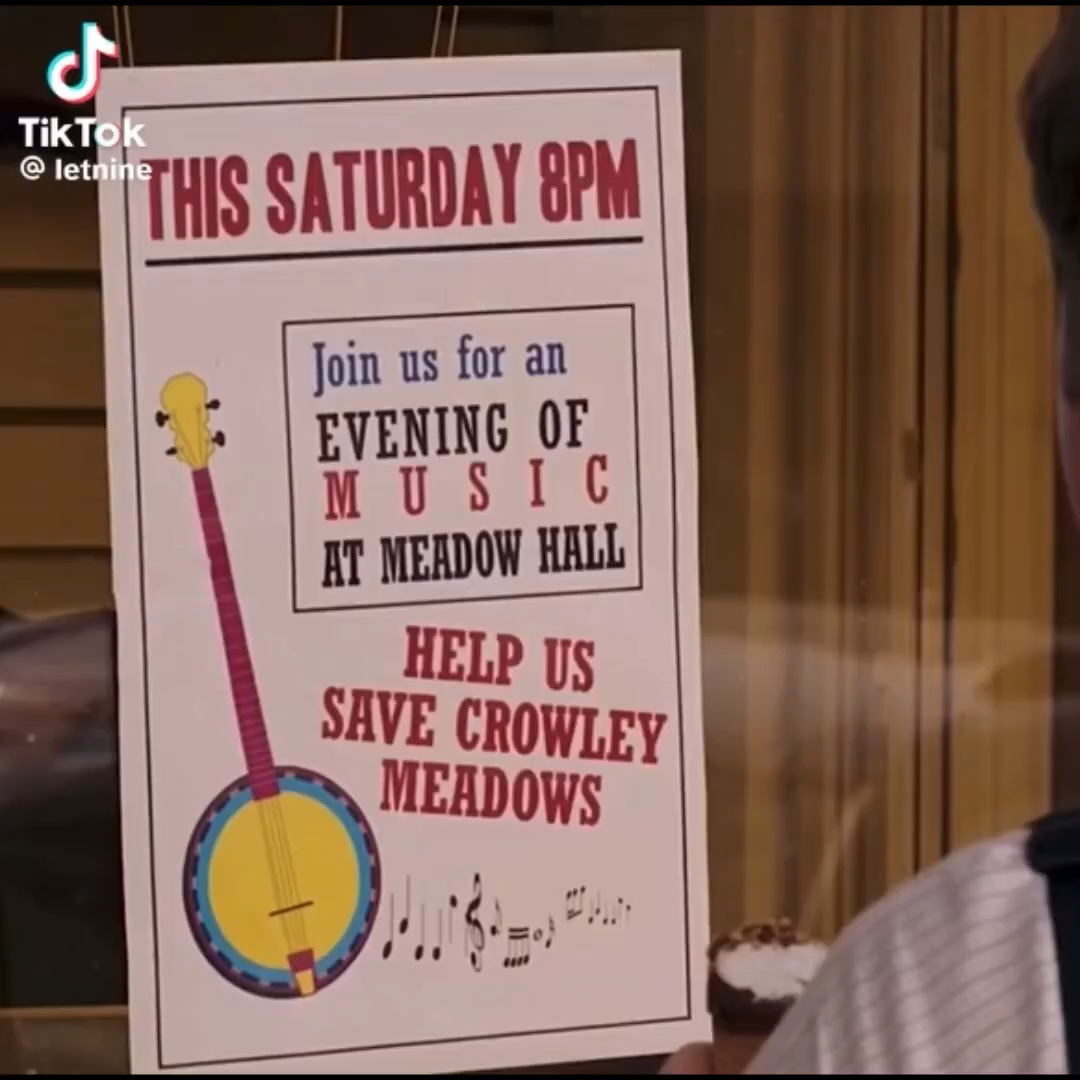 TikTok
@ letnine
THIS SATURDAY 8PM
Join us for an
EVENING OF
MUSIC
AT MEADOW HALL
HELP US
SAVE CROWLEY
MEADOWS